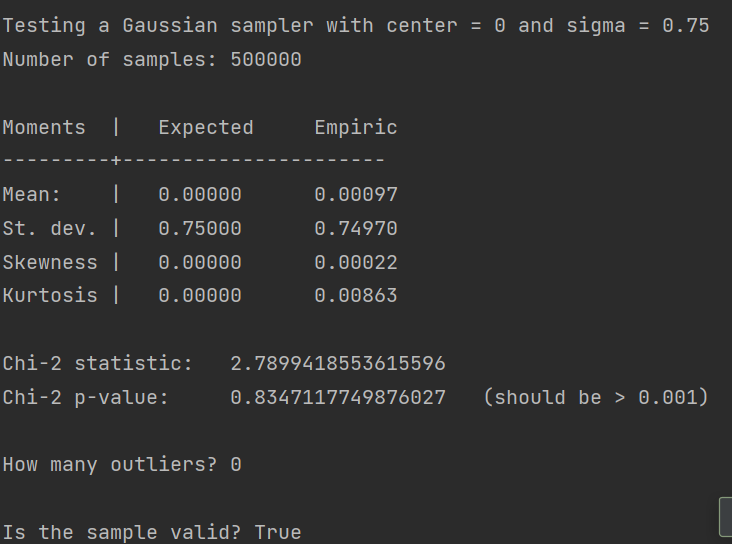 Testing a Gaussian sampler with center = 0 and sigma = 0.75
Number of samples: 500000
Moments  |   Expected     Empiric
---------+----------------------
Mean:    |   0.00000      0.00097
St. dev. |   0.75000      0.74970
Skewness |   0.00000      0.00022
Kurtosis |   0.00000      0.00863
Chi-2 statistic:   2.7899418553615596
Chi-2 p-value:     0.8347117749876027   (should be > 0.001)
How many outliers? 0
Is the sample valid? True